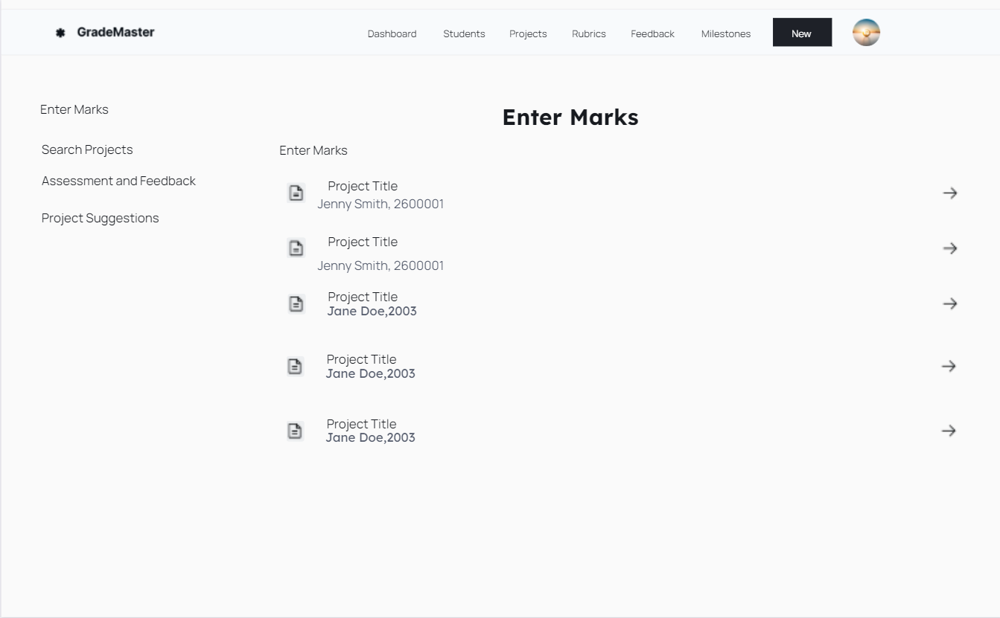 GradeMaster
Dashboard Students Projects Rubrics Feedback Milestones New
Enter Marks
Search Projects
Assessment and Feedback
Project Suggestions
Enter Marks
Enter Marks
Project Title
Jenny Smith, 2600001
Project Title
Jenny Smith, 2600001
Project Title
Jane Doe,2003
Project Title
Jane Doe,2003
Project Title
Jane Doe,2003